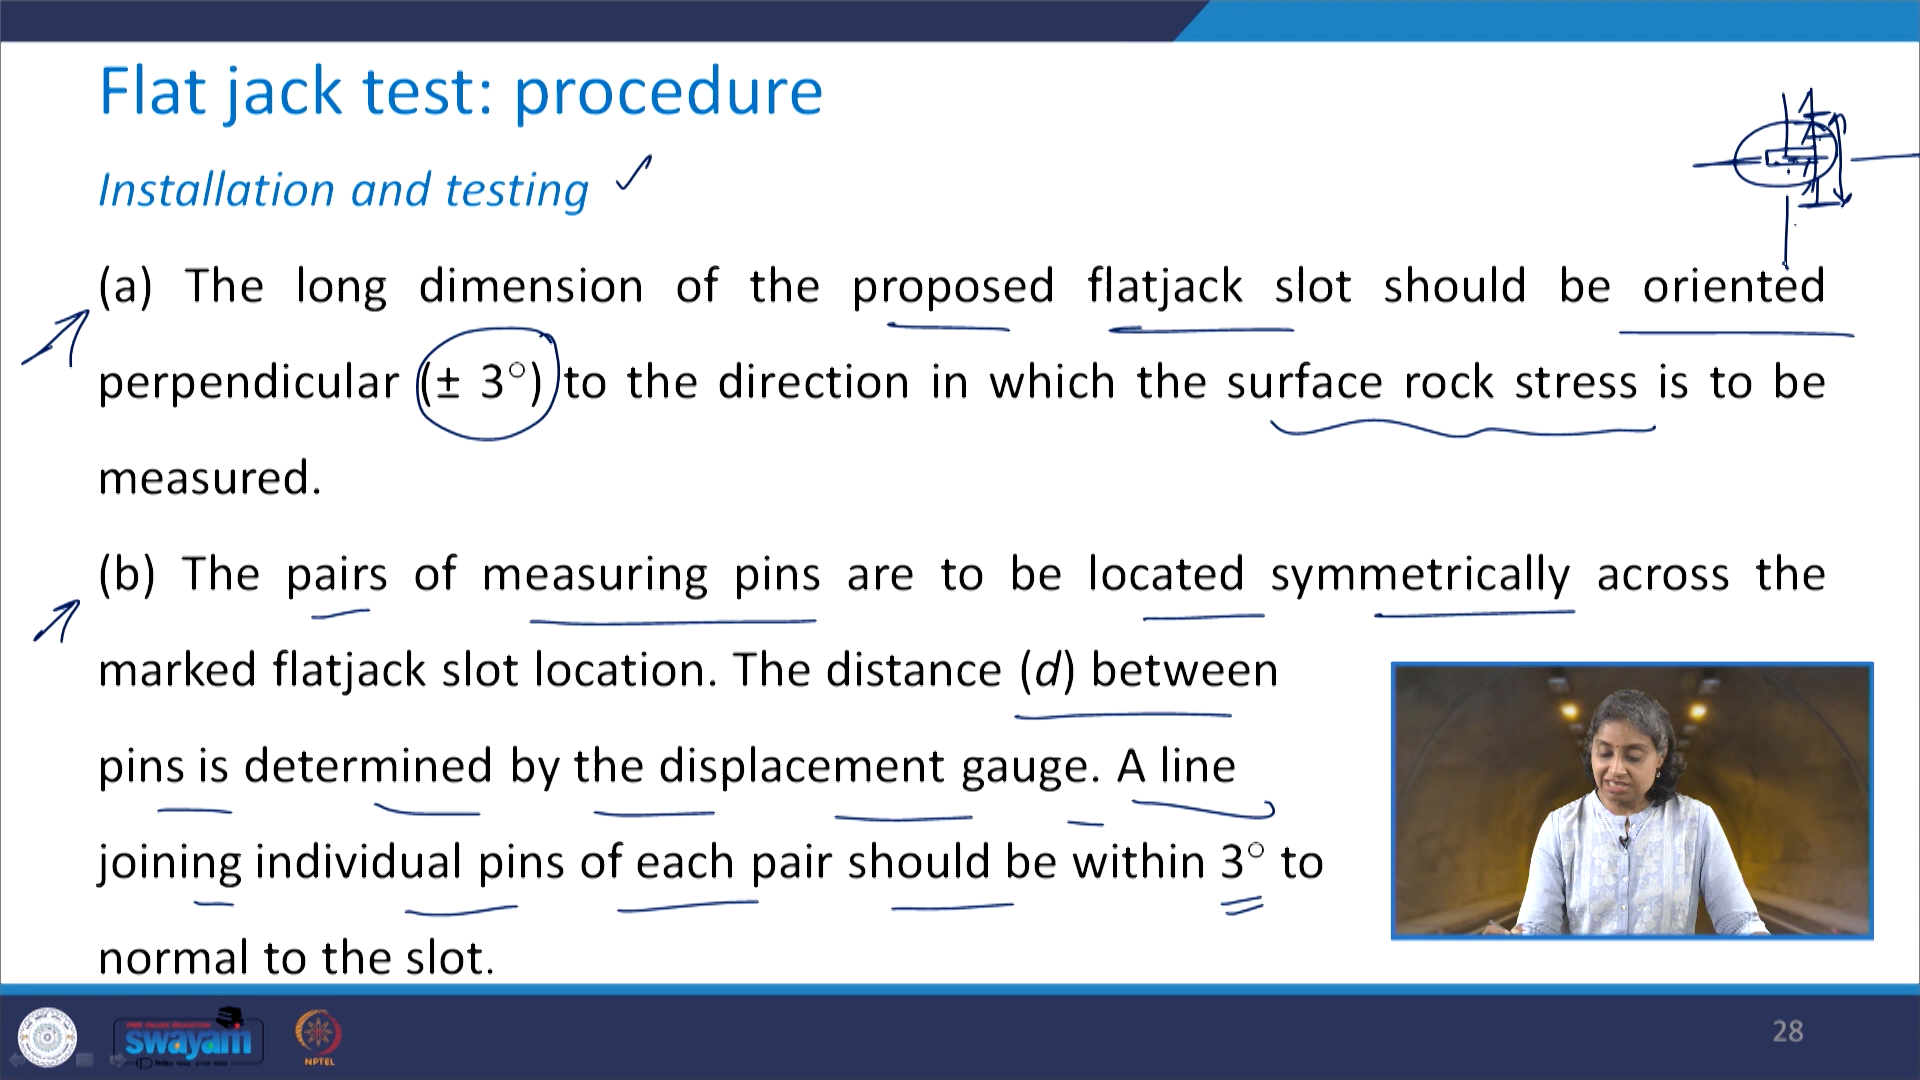 Flat jack test: procedure
Installation and testing
(a) The long dimension of the proposed flatjack slot should be oriented
perpendicular (± 3°) to the direction in which the surface rock stress is to be
measured.
(b) The pairs of measuring pins are to be located symmetrically across the
marked flatjack slot location. The distance (d) between
pins is determined by the displacement gauge. A line
joining individual pins of each pair should be within 3° to
normal to the slot.
FREE ONLINE EDUCATION
swayam
NPTEL
28